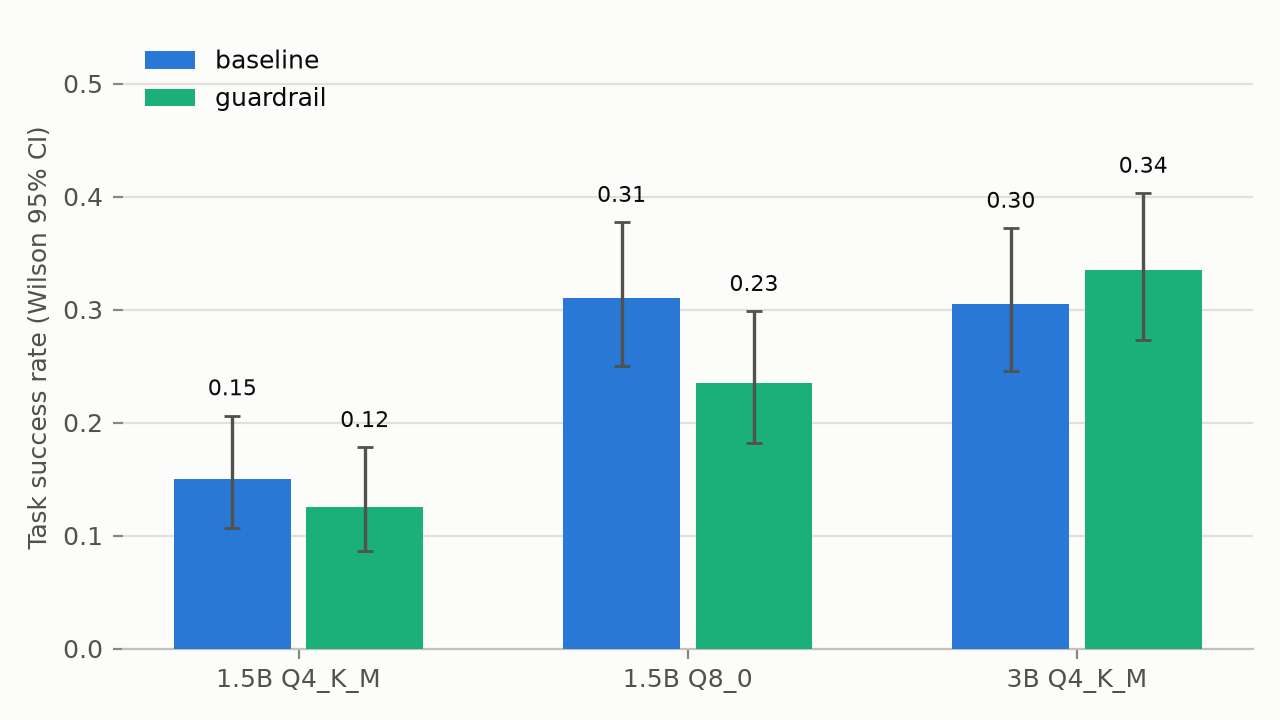 baseline
guardrail
Task success rate (Wilson 95% CI)
0.5
0.4
0.3
0.2
0.1
0.0
0.15
0.12
0.31
0.23
0.30
0.34
1.5B Q4_K_M
1.5B Q8_0
3B Q4_K_M